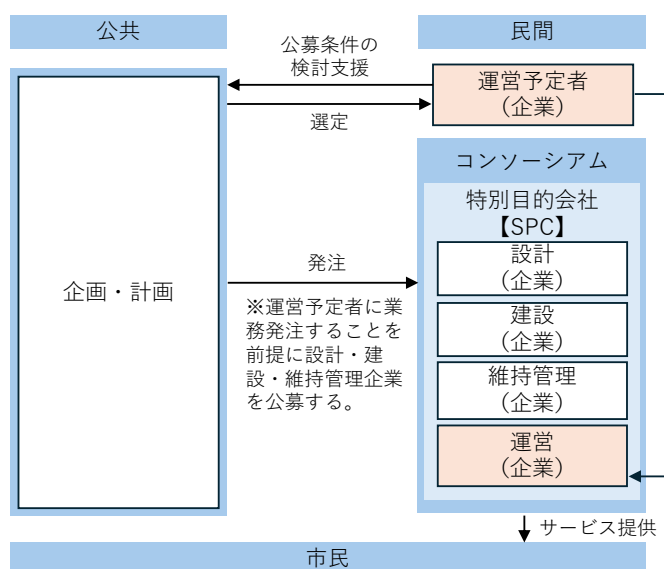 公共
民間
公募条件の
検討支援
選定
運営予定者
（企業）
コンソーシアム
特別目的会社
【SPC】
設計
（企業）
建設
（企業）
維持管理
（企業）
運営
（企業）
企画・計画
発注
※運営予定者に業
務発注することを
前提に設計・建
設・維持管理企業
を公募する。
サービス提供
市民